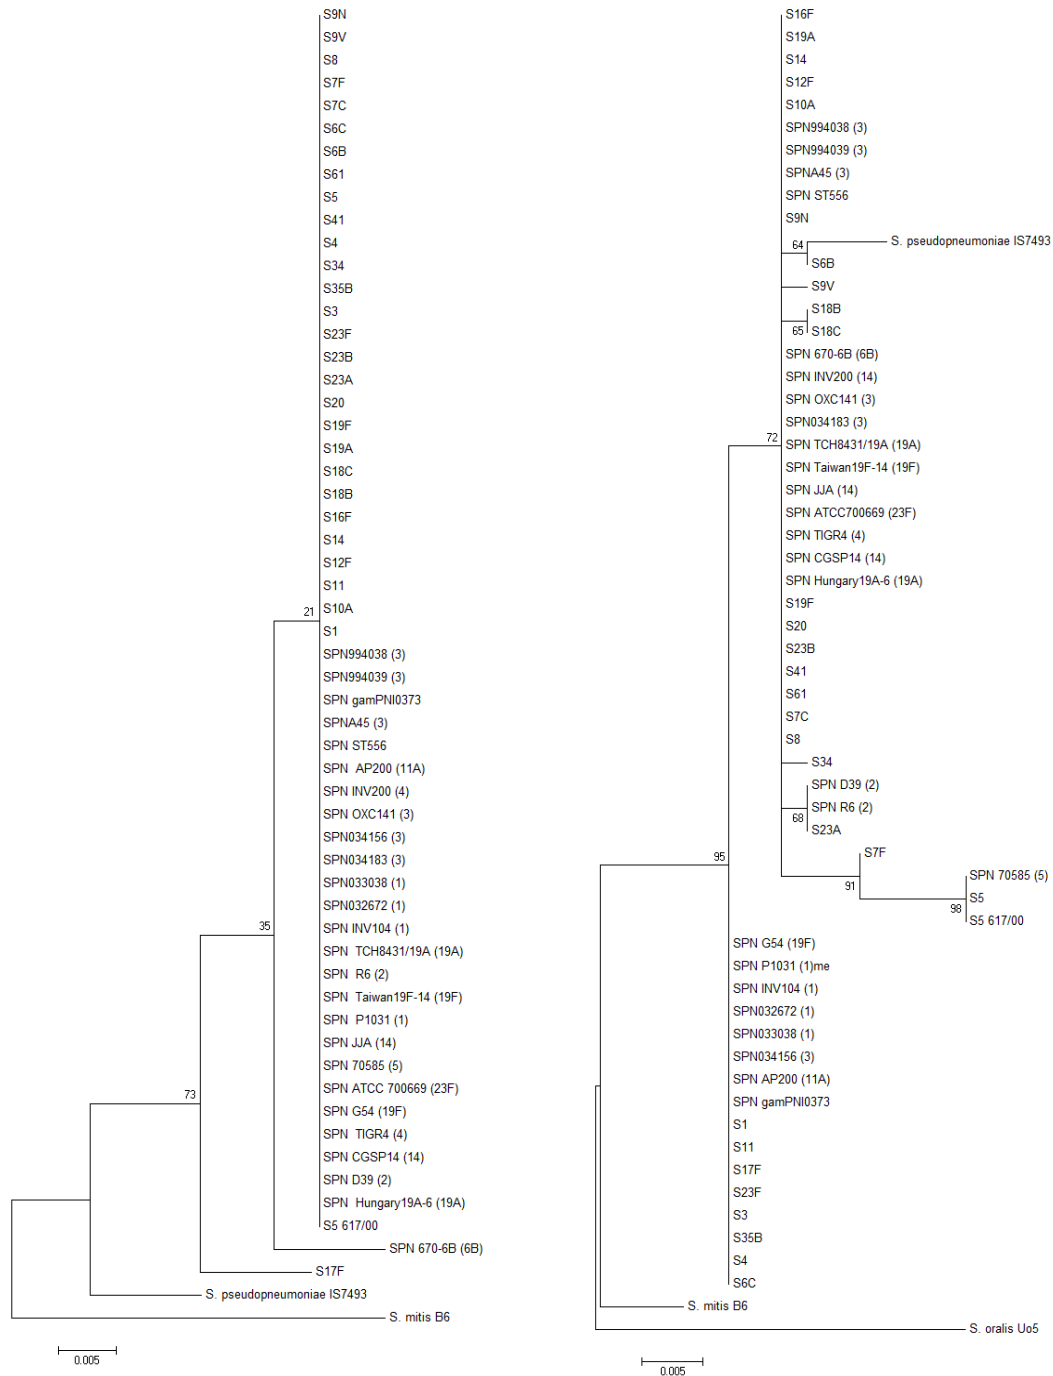 S9N
S9V
S8
S7F
S7C
S6C
S6B
S61
S5
S41
S4
S34
S35B
S3
S23F
S23B
S23A
S20
S19F
S19A
S18C
S18B
S16F
S14
S12F
S11
S10A
21
S1
SPN994038 (3)
SPN994039 (3)
SPN gamPNI0373
SPNA45 (3)
SPN ST556
SPN AP200 (11A)
SPN INV200 (4)
SPN OXC141 (3)
SPN034156 (3)
SPN034183 (3)
SPN033038 (1)
SPN032672 (1)
35
SPN INV104 (1)
SPN TCH8431/19A (19A)
SPN R6 (2)
SPN Taiwan19F-14 (19F)
SPN P1031 (1)
SPN JJA (14)
SPN 70585 (5)
SPN ATCC 700669 (23F)
73
SPN G54 (19F)
SPN TIGR4 (4)
SPN CGSP14 (14)
SPN D39 (2)
SPN Hungary19A-6 (19A)
S5 617/00
SPN 670-6B (6B)
S17F
S. pseudopneumoniae IS7493
S. mitis B6
0.005
S16F
S19A
S14
S12F
S10A
SPN994038 (3)
SPN994039 (3)
SPNA45 (3)
SPN ST556
S9N
64
S. pseudopneumoniae IS7493
S6B
S9V
S18B
65
S18C
SPN 670-6B (6B)
SPN INV200 (14)
SPN OXC141 (3)
SPN034183 (3)
72
SPN TCH8431/19A (19A)
SPN Taiwan19F-14 (19F)
SPN JJA (14)
SPN ATCC700669 (23F)
SPN TIGR4 (4)
SPN CGSP14 (14)
SPN Hungary19A-6 (19A)
S19F
S20
S23B
S41
S61
S7C
S8
S34
SPN D39 (2)
SPN R6 (2)
68
S23A
95
S7F
91
SPN 70585 (5)
S5
98
S5 617/00
SPN G54 (19F)
SPN P1031 (1)me
SPN INV104 (1)
SPN032672 (1)
SPN033038 (1)
SPN034156 (3)
SPN AP200 (11A)
SPN gamPNI0373
S1
S11
S17F
S23F
S3
S35B
S4
S6C
S. mitis B6
S. oralis Uo5
0.005